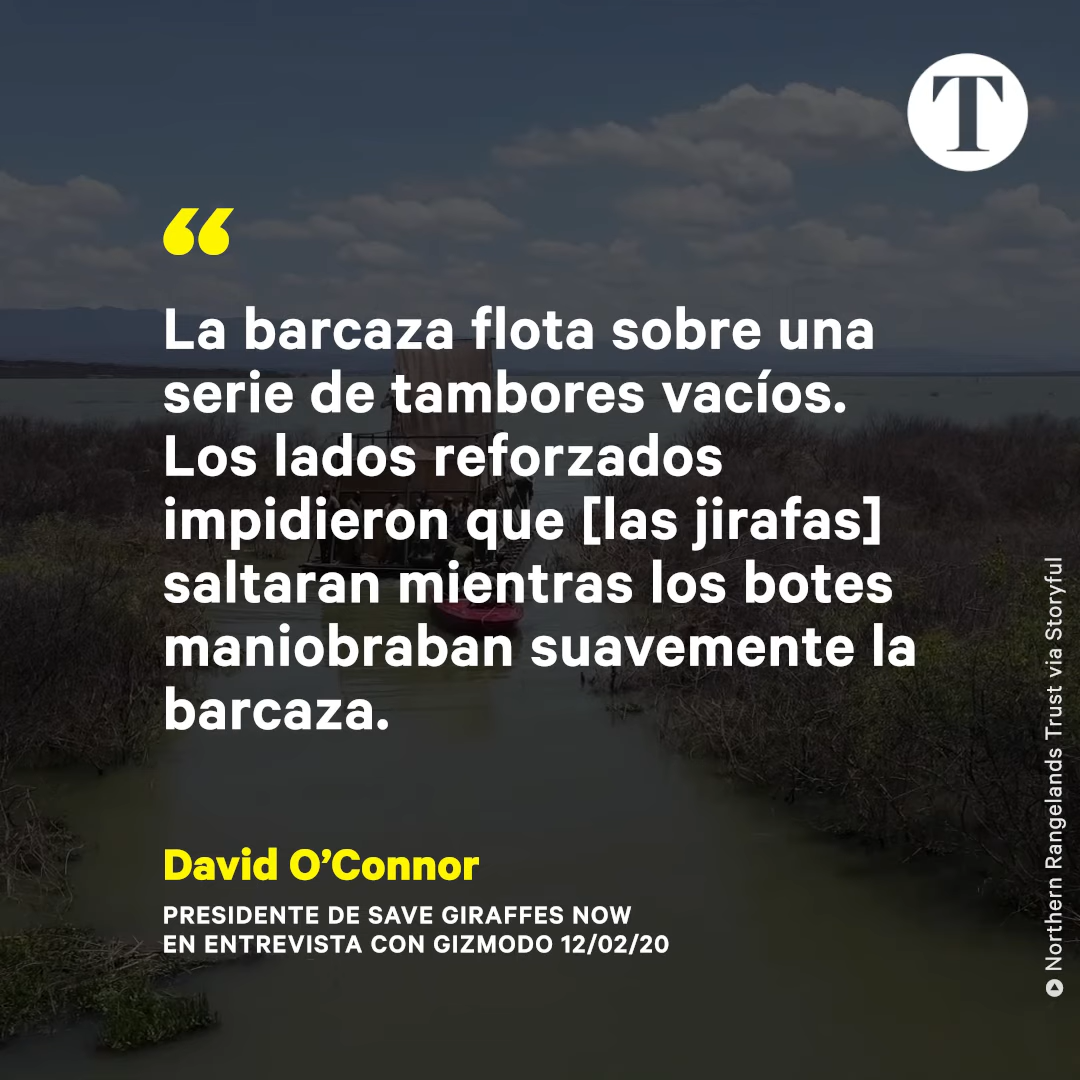 T
“
La barcaza flota sobre una
serie de tambores vacíos.
Los lados reforzados
impidieron que [las jirafas]
saltaran mientras los botes
maniobraban suavemente la
barcaza.
David O’Connor
PRESIDENTE DE SAVE GIRAFFES NOW
EN ENTREVISTA CON GIZMODO 12/02/20
Northern Rangelands Trust via Storyful